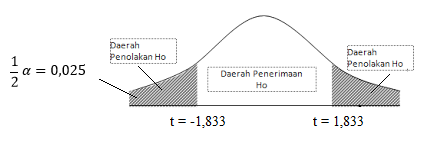 Daerah
Penolakan Ho
Daerah
Penolakan Ho
½ α = 0,025
Daerah Penerimaan
Ho
t = -1,833
t = 1,833